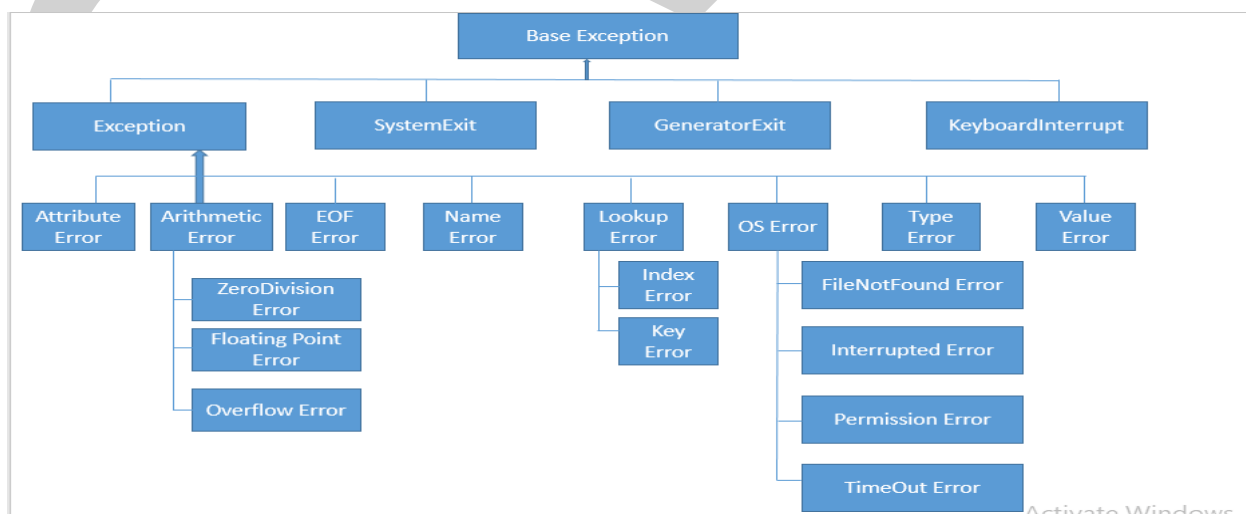 Base Exception
Exception
SystemExit
GeneratorExit
KeyboardInterrupt
Attribute
Error
Arithmetic
Error
EOF
Error
Name
Error
Lookup
Error
OS Error
Type
Error
Value
Error
ZeroDivision
Error
Floating Point
Error
Overflow Error
Index
Error
Key
Error
FileNotFound Error
Interrupted Error
Permission Error
TimeOut Error
Activate Windows